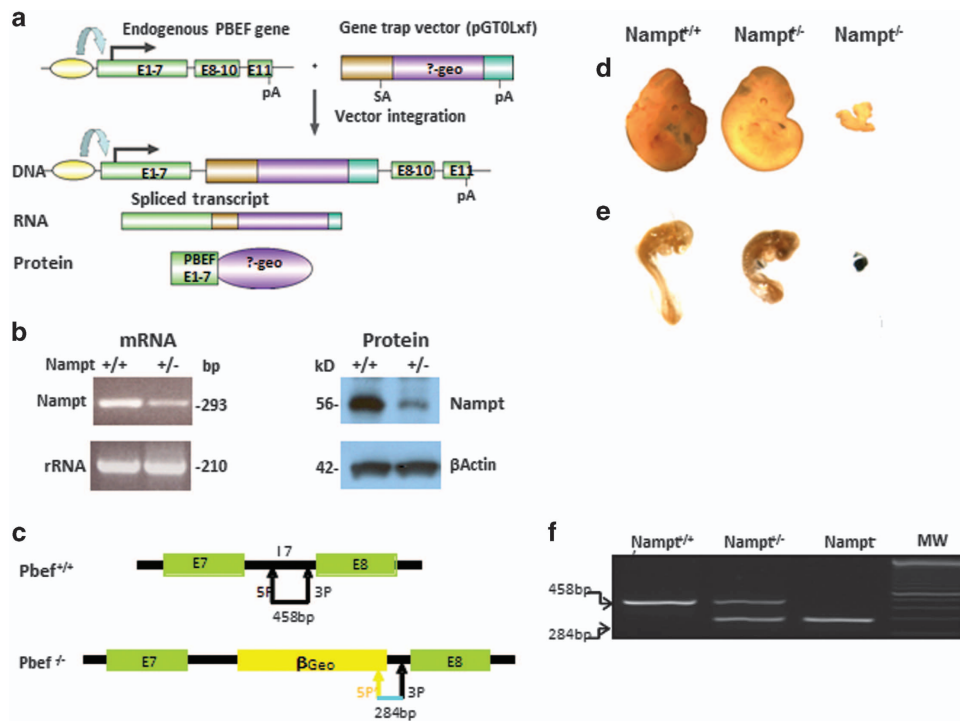 a
Endogenous PBEF gene
Gene trap vector (pGT0Lxf)
E1-7
E8-10
E11
pA
+
?-geo
SA
pA
Vector integration
DNA
E1-7
E8-10
E11
pA
Spliced transcript
RNA
Protein
PBEF
E1-7
?-geo
b
mRNA
Nampt +/+ +/- bp
Nampt
-293
rRNA
-210
Protein
kD +/+ +/-
56-
Nampt
42-
βActin
c
Pbef+/+
E7
I 7
E8
5P
3P
458bp
Pbef -/-
E7
βGeo
E8
5P'
3P
284bp
Nampt+/+ Nampt+/- Nampt-/-
d
e
f
Nampt+/+ Nampt+/- Nampt- MW
458bp
284bp